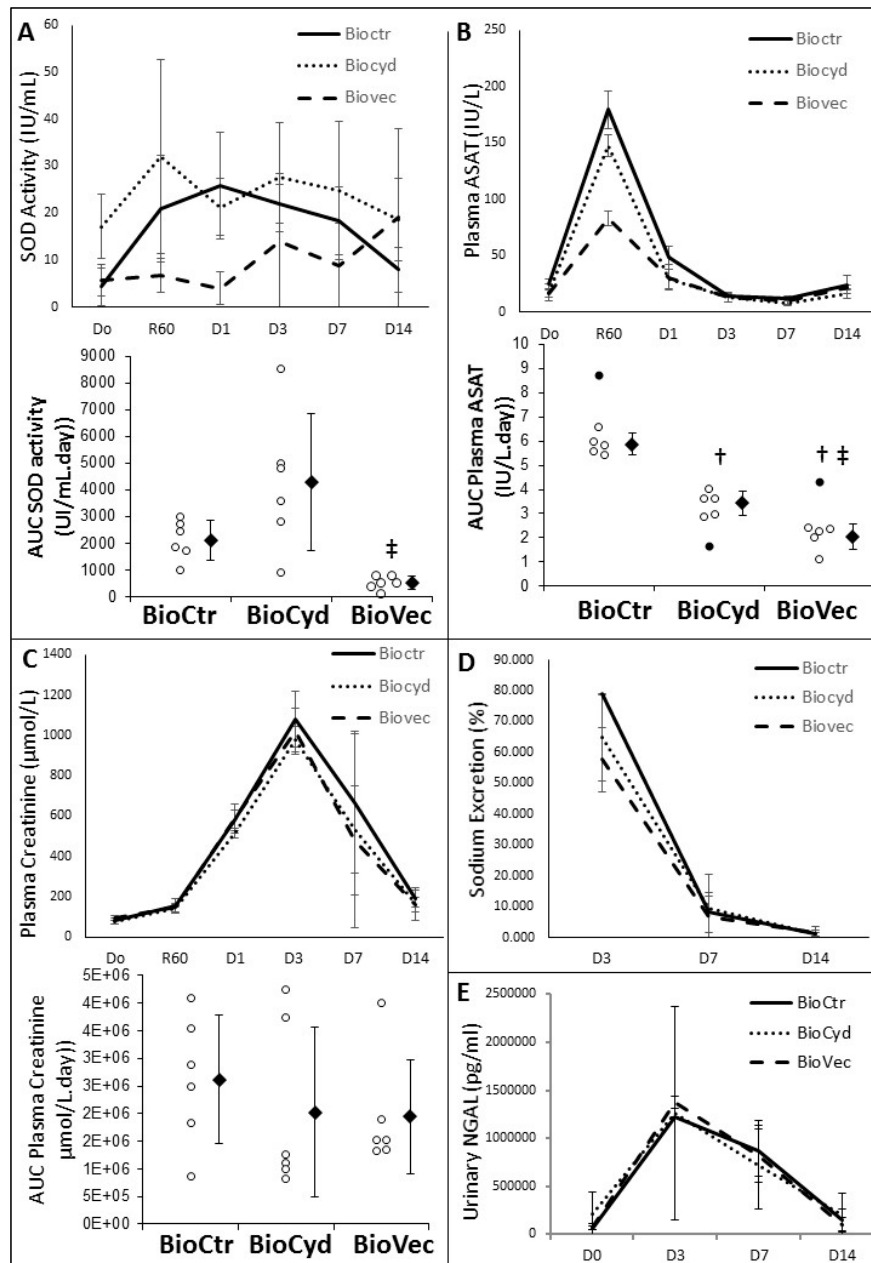 A
SOD Activity (IU/mL)
60
50
40
30
20
10
0
Bioctr
Biocyd
Biovec
Do R60 D1 D3 D7 D14
AUC SOD activity
(UI/mL.day))
9000
8000
7000
6000
5000
4000
3000
2000
1000
0
‡
BioCtr BioCyd BioVec
B
Plasma ASAT (IU/L)
250
200
150
100
50
0
Bioctr
Biocyd
Biovec
Do R60 D1 D3 D7 D14
AUC Plasma ASAT
(IU/L.day))
10
9
8
7
6
5
4
3
2
1
0
† † ‡
BioCtr BioCyd BioVec
C
Plasma Creatinine (µmol/L)
1400
1200
1000
800
600
400
200
0
Bioctr
Biocyd
Biovec
Do R60 D1 D3 D7 D14
AUC Plasma Creatinine
µmol/L.day))
5E+06
4E+06
4E+06
3E+06
3E+06
2E+06
2E+06
1E+06
5E+05
0E+00
BioCtr BioCyd BioVec
D
Sodium Excretion (%)
90.000
80.000
70.000
60.000
50.000
40.000
30.000
20.000
10.000
0.000
Bioctr
Biocyd
Biovec
D3 D7 D14
E
Urinary NGAL (pg/ml)
2500000
2000000
1500000
1000000
500000
0
BioCtr
BioCyd
BioVec
D0 D3 D7 D14